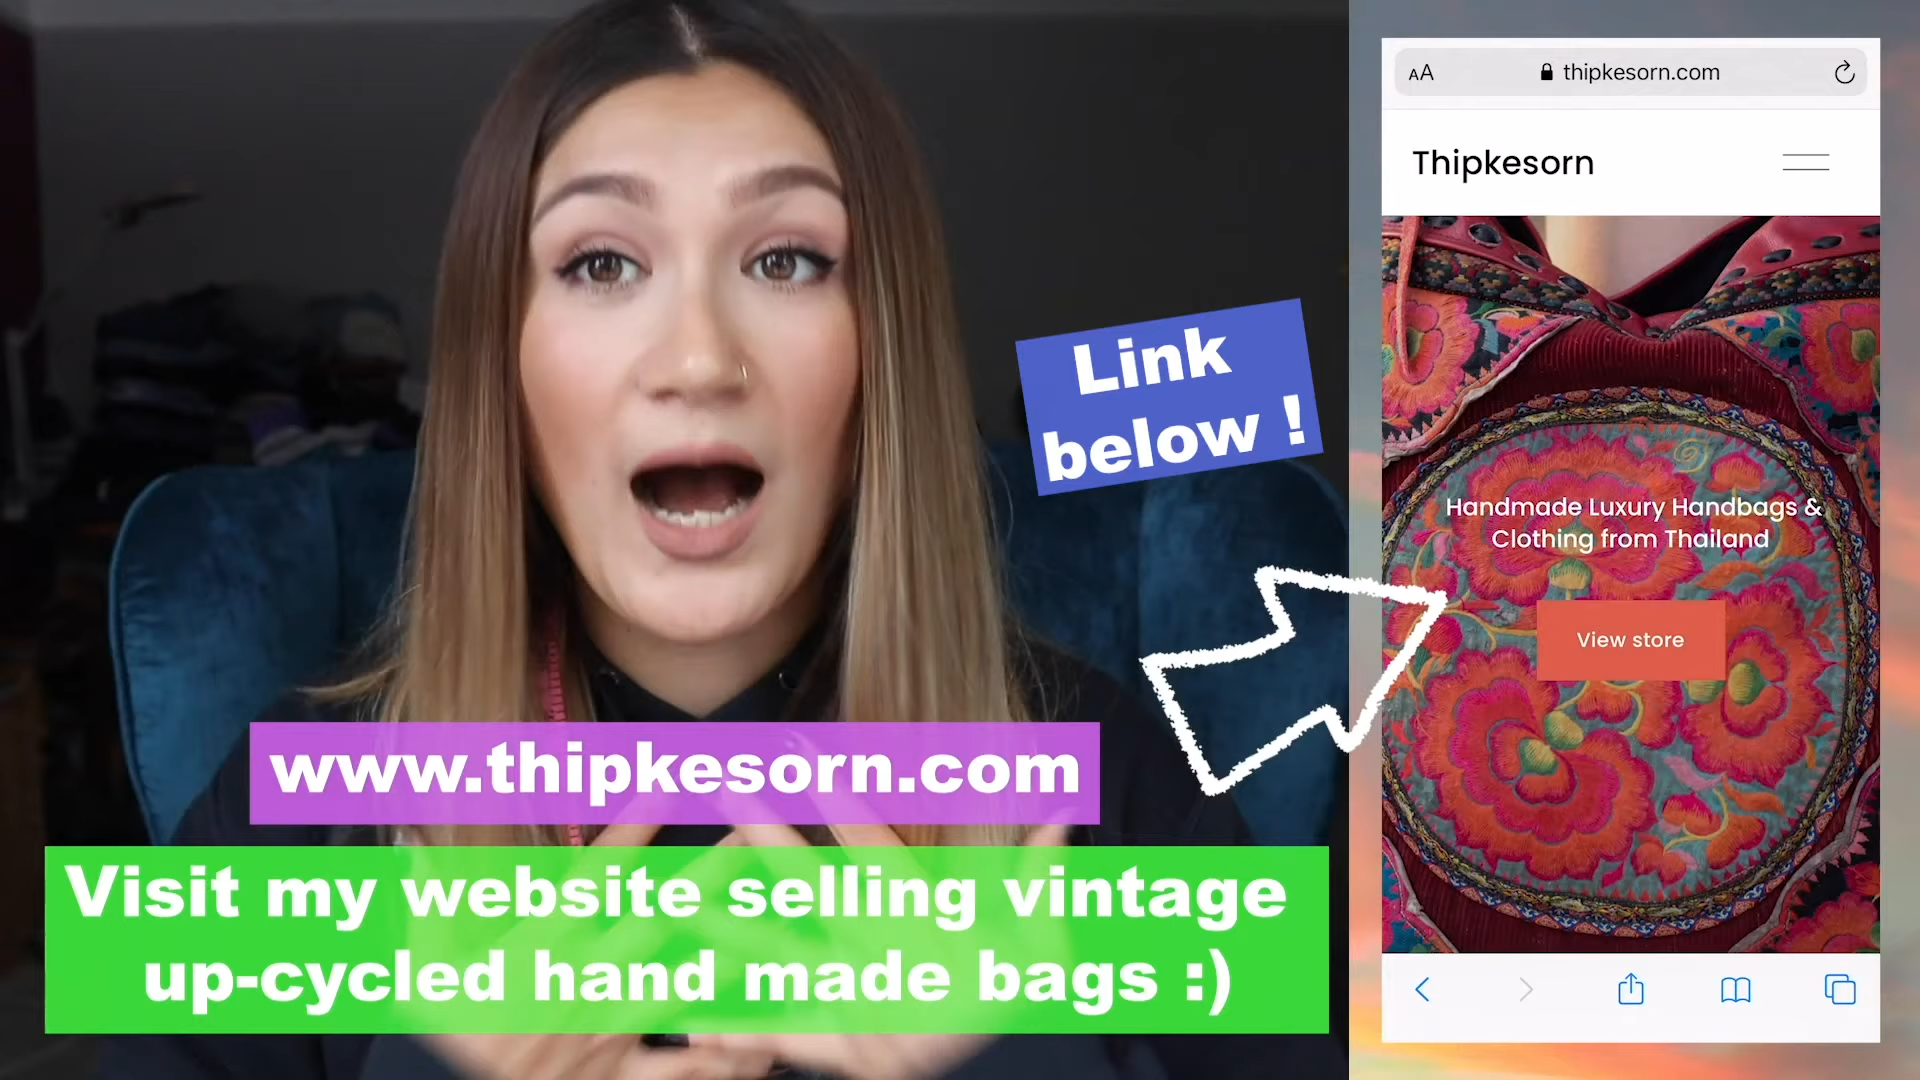 Link
below !
www.thipkesorn.com
Visit my website selling vintage
up-cycled hand made bags :)
AA
thipkesorn.com
Thipkesorn
Handmade Luxury Handbags &
Clothing from Thailand
View store